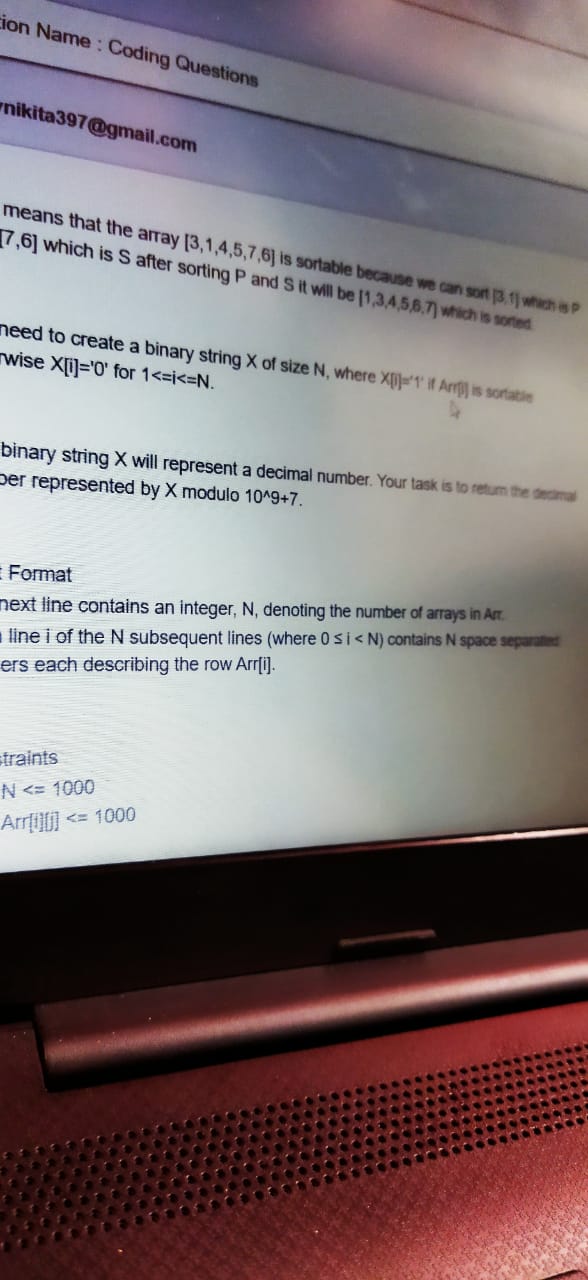 ion Name : Coding Questions
nikita397@gmail.com
means that the array [3,1,4,5,7,6] is sortable because we can sort [3,1] which is P
[7,6] which is S after sorting P and S it will be [1,3,4,5,6,7] which is sorted.
need to create a binary string X of size N, where X[i]='1' if Arr[i] is sortable
rwise X[i]='0' for 1<=i<=N.
binary string X will represent a decimal number. Your task is to return the decimal
ber represented by X modulo 10^9+7.
Format
next line contains an integer, N, denoting the number of arrays in Arr.
line i of the N subsequent lines (where 0 ≤ i < N) contains N space separated
ers each describing the row Arr[i].
straints
N <= 1000
Arr[i][j] <= 1000